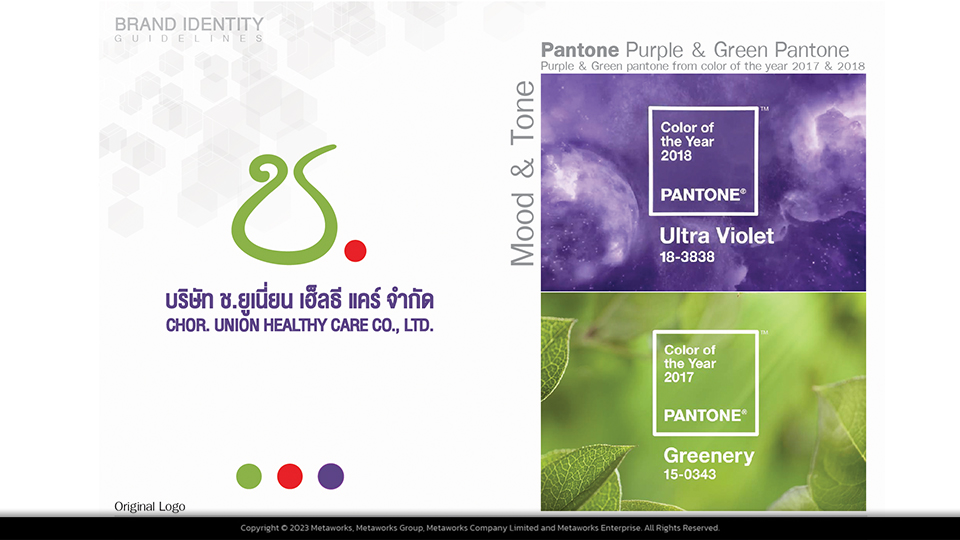 BRAND IDENTITY
GUIDELINES
ช.
บริษัท ช.ยูเนี่ยน เฮ็ลธี แคร์ จำกัด
CHOR. UNION HEALTHY CARE CO., LTD.
Original Logo
Mood & Tone
Pantone Purple & Green Pantone
Purple & Green pantone from color of the year 2017 & 2018
Color of
the Year
2018
PANTONE®
™
Ultra Violet
18-3838
Color of
the Year
2017
PANTONE®
™
Greenery
15-0343
Copyright © 2023 Metaworks, Metaworks Group, Metaworks Company Limited and Metaworks Enterprise. All Rights Reserved.